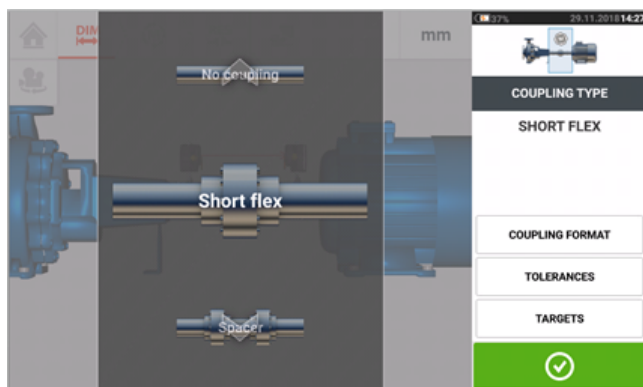 DIM
mm
No coupling
Short flex
Spacer
37%
29.11.2018 14:27
COUPLING TYPE
SHORT FLEX
COUPLING FORMAT
TOLERANCES
TARGETS